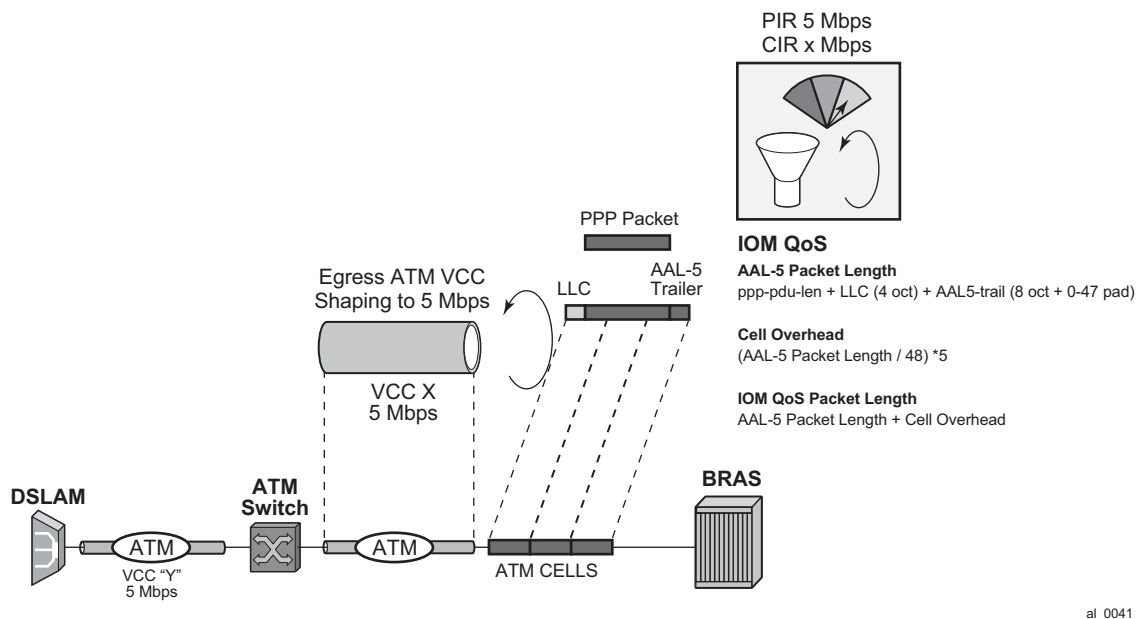 PIR 5 Mbps
CIR x Mbps
PPP Packet
IOM QoS
AAL-5 Packet Length
ppp-pdu-len + LLC (4 oct) + AAL5-trail (8 oct + 0-47 pad)
Cell Overhead
(AAL-5 Packet Length / 48) *5
IOM QoS Packet Length
AAL-5 Packet Length + Cell Overhead
Egress ATM VCC
Shaping to 5 Mbps
LLC
AAL-5
Trailer
VCC X
5 Mbps
DSLAM
ATM
VCC “Y”
5 Mbps
ATM
Switch
ATM
ATM CELLS
BRAS
al_0041